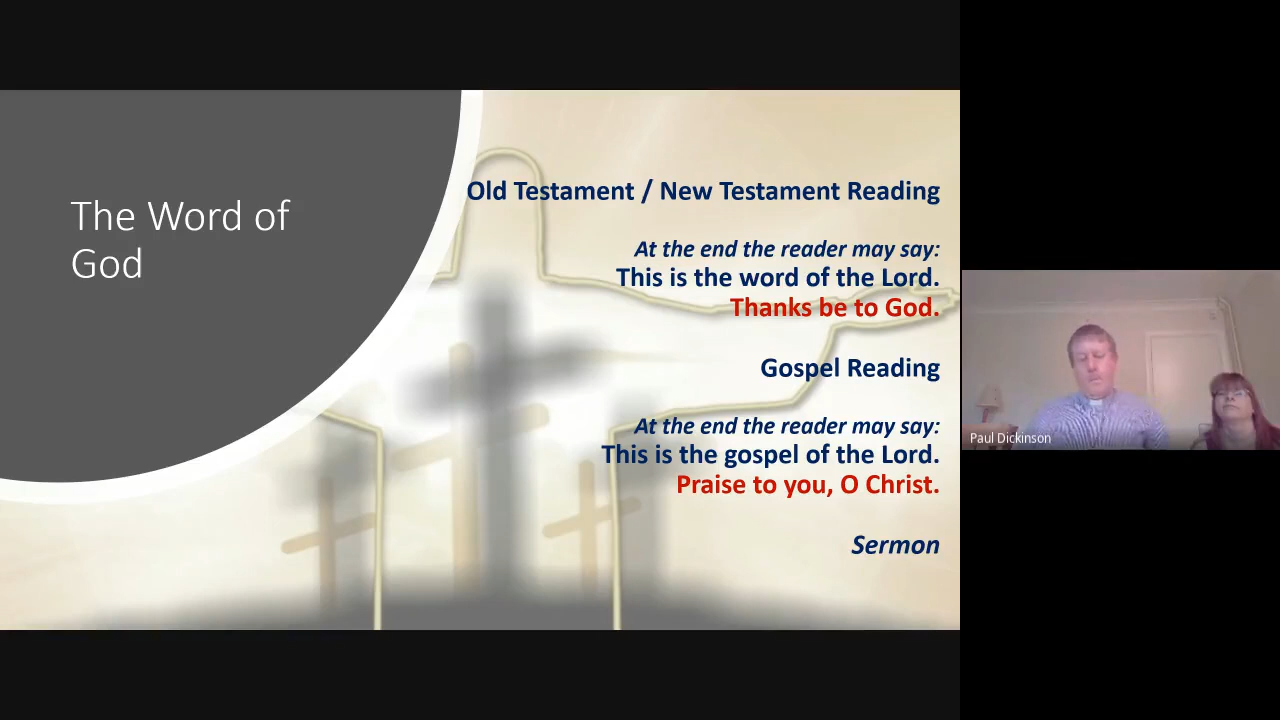 The Word of
God
Old Testament / New Testament Reading
At the end the reader may say:
This is the word of the Lord.
Thanks be to God.
Gospel Reading
At the end the reader may say:
This is the gospel of the Lord.
Praise to you, O Christ.
Sermon
Paul Dickinson